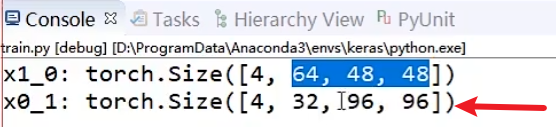 Console Tasks Hierarchy View PyUnit
train.py [debug] [D:\ProgramData\Anaconda3\envs\keras\python.exe]
x1_0: torch.Size([4, 64, 48, 48])
x0_1: torch.Size([4, 32, 96, 96])